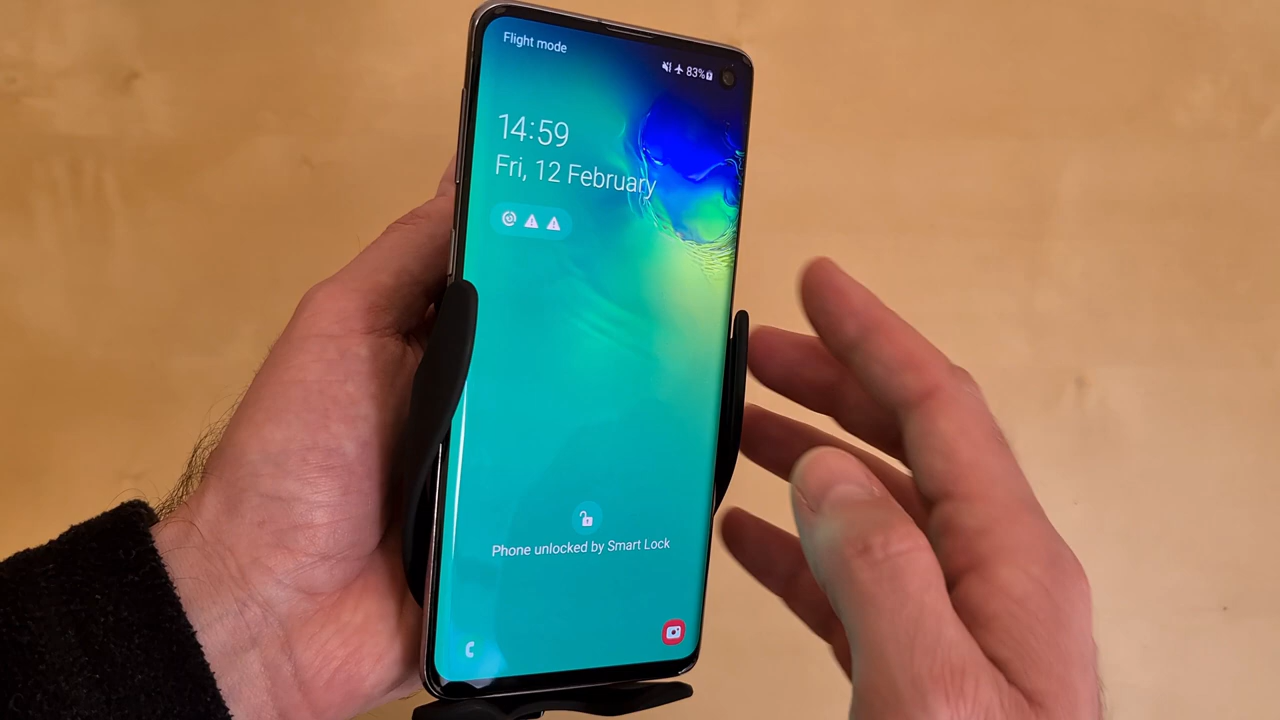 Flight mode
83%
14:59
Fri, 12 February
Phone unlocked by Smart Lock